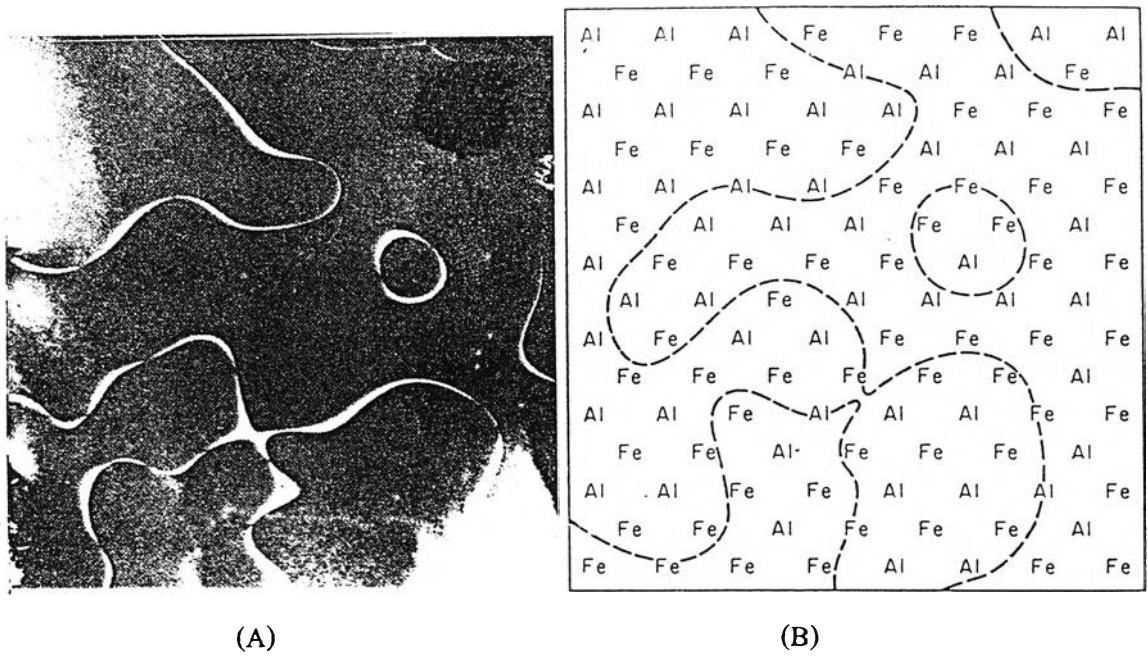 Al Al Al Fe Fe Fe Al Al
Fe Fe Fe Al Al Al Fe
Al Al Al Al Al Fe Fe Fe
Fe Fe Fe Fe Al Al Al
Al Al Al Al Fe Fe Fe Fe
Fe Al Al Al Fe Fe Al
Al Fe Fe Fe Fe Al Fe Fe
Al Al Fe Al Al Al Al
Al Fe Al Al Fe Fe Fe Fe
Fe Fe Fe Fe Fe Fe Al
Al Al Fe Al Al Al Fe Fe
Fe Fe Al Fe Fe Fe Al
Al Al Fe Fe Al Al Al Fe
Fe Fe Al Fe Fe Fe Al
Fe Fe Fe Fe Al Al Fe Fe
(A) (B)